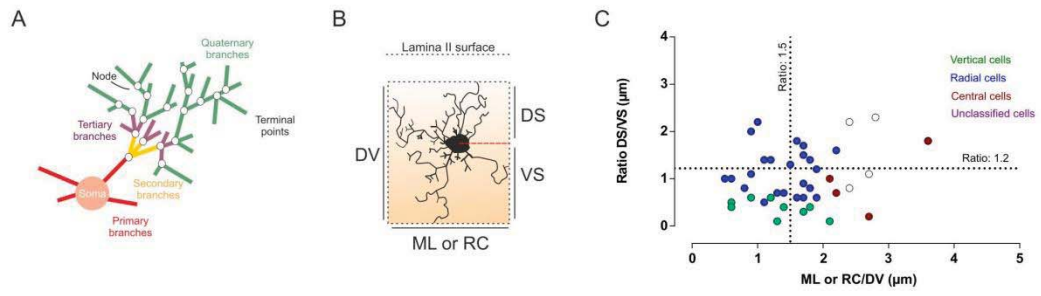 A
Quaternary
branches
Node
Tertiary
branches
Terminal
points
Soma
Secondary
branches
Primary
branches
B
Lamina II surface
DV
DS
VS
ML or RC
C
Ratio DS/VS (µm)
4
3
2
1
0
Ratio: 1.5
Vertical cells
Radial cells
Central cells
Unclassified cells
Ratio: 1.2
0 1 2 3 4 5
ML or RC/DV (µm)